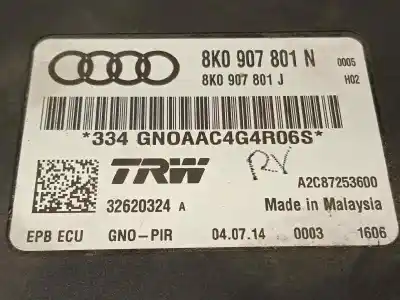 8K0 907 801 N 0005
8K0 907 801 J H02
*334 GNOAAC4G4R06S*
TRW RV A2C87253600
32620324 A Made in Malaysia
EPB ECU GNO-PIR 04.07.14 0003 1606